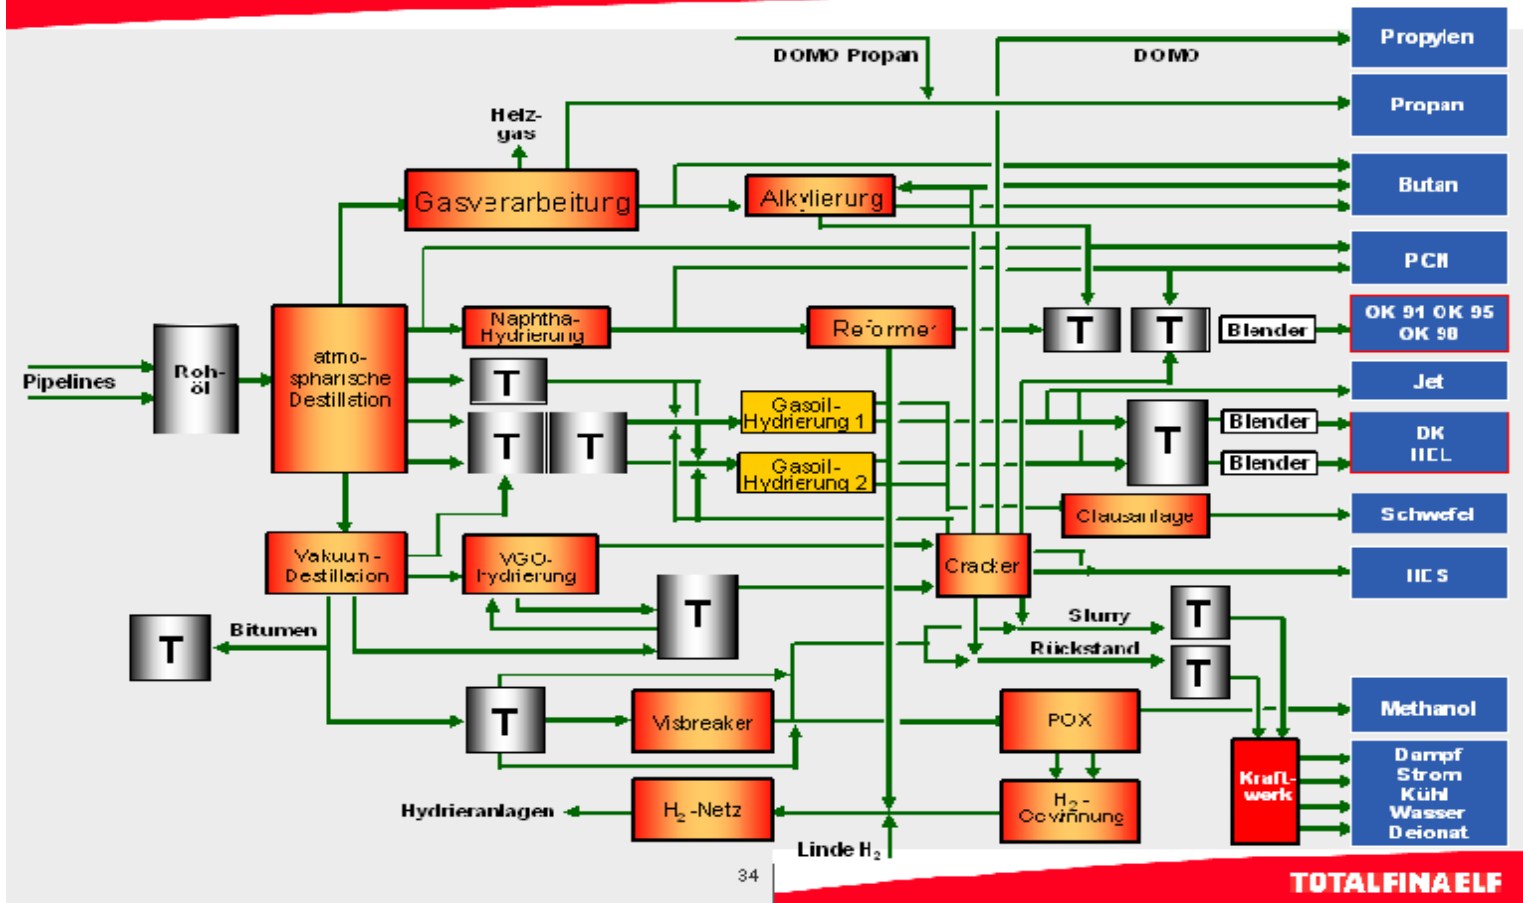 DOMO Propan
DOMO
Propylen
Propan
Heiz-
gas
Gasverarbeitung
Alkylierung
Butan
PCN
Naphtha-
Hydrierung
Reformer
T
T
Blender
OK 91 OK 95
OK 98
Pipelines
Roh-
öl
atmo-
sphärische
Destillation
T
T
T
Gasoil-
Hydrierung 1
Gasoil-
Hydrierung 2
T
Blender
Blender
Jet
DK
HEL
Clausanlage
Schwefel
Vakuum-
Destillation
VGO-
hydrierung
Cracker
HES
T
Bitumen
T
Slurry
Rückstand
T
T
T
Visbreaker
POX
Methanol
Hydrieranlagen
H₂-Netz
H₂-
Gewinnung
Linde H₂
Kraft-
werk
Dampf
Strom
Kühl
Wasser
Deionat
34
TOTALFINAELF